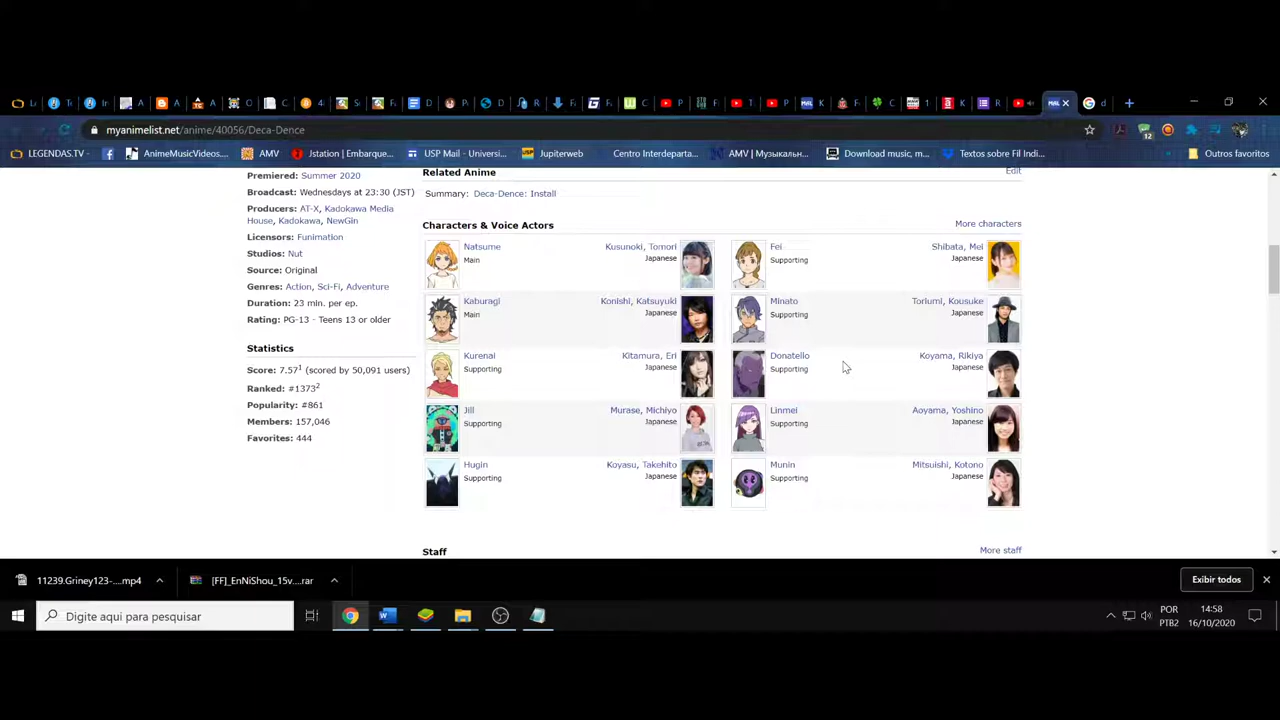 myanimelist.net/anime/40056/Deca-Dence
12
LEGENDAS.TV - AnimeMusicVideos... AMV Jstation | Embarque... USP Mail - Universi... Jupiterweb Centro Interdeparta... AMV | Музыкальн... Download music, m... Textos sobre Fil Indi... Outros favoritos
Premiered: Summer 2020
Broadcast: Wednesdays at 23:30 (JST)
Producers: AT-X, Kadokawa Media
House, Kadokawa, NewGin
Licensors: Funimation
Studios: Nut
Source: Original
Genres: Action, Sci-Fi, Adventure
Duration: 23 min. per ep.
Rating: PG-13 - Teens 13 or older
Statistics
Score: 7.57¹ (scored by 50,091 users)
Ranked: #1373²
Popularity: #861
Members: 157,046
Favorites: 444
Related Anime Edit
Summary: Deca-Dence: Install
Characters & Voice Actors More characters
Natsume Kusunoki, Tomori Fei Shibata, Mei
Main Japanese Supporting Japanese
Kaburagi Konishi, Katsuyuki Minato Toriumi, Kousuke
Main Japanese Supporting Japanese
Kurenai Kitamura, Eri Donatello Koyama, Rikiya
Supporting Japanese Supporting Japanese
Jill Murase, Michiyo Linmei Aoyama, Yoshino
Supporting Japanese Supporting Japanese
Hugin Koyasu, Takehito Munin Mitsuishi, Kotono
Supporting Japanese Supporting Japanese
Staff More staff
11239.Griney123-....mp4 [FF]_EnNiShou_15v....rar Exibir todos
Digite aqui para pesquisar
POR 14:58
PTB2 16/10/2020